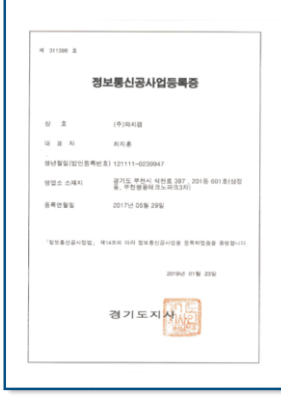 제 311398 호
정보통신공사업등록증
상 호 (주)와치캠
대 표 자 최지훈
생년월일(법인등록번호) 121111-0239947
영업소 소재지 경기도 부천시 석천로 397 , 201동 601호(삼정
동, 부천쌍용테크노파크3차)
등록연월일 2017년 05월 29일
「정보통신공사업법」 제14조에 따라 정보통신공사업을 등록하였음을 증명합니다.
2019년 01월 23일
경기도지사